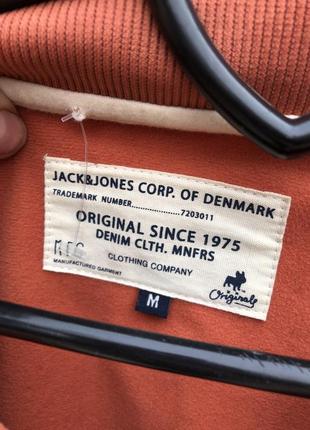 JACK&JONES CORP. OF DENMARK
TRADEMARK NUMBER....................7203011
ORIGINAL SINCE 1975
DENIM CLTH. MNFRS
CLOTHING COMPANY
MANUFACTURED GARMENT
Originals
M